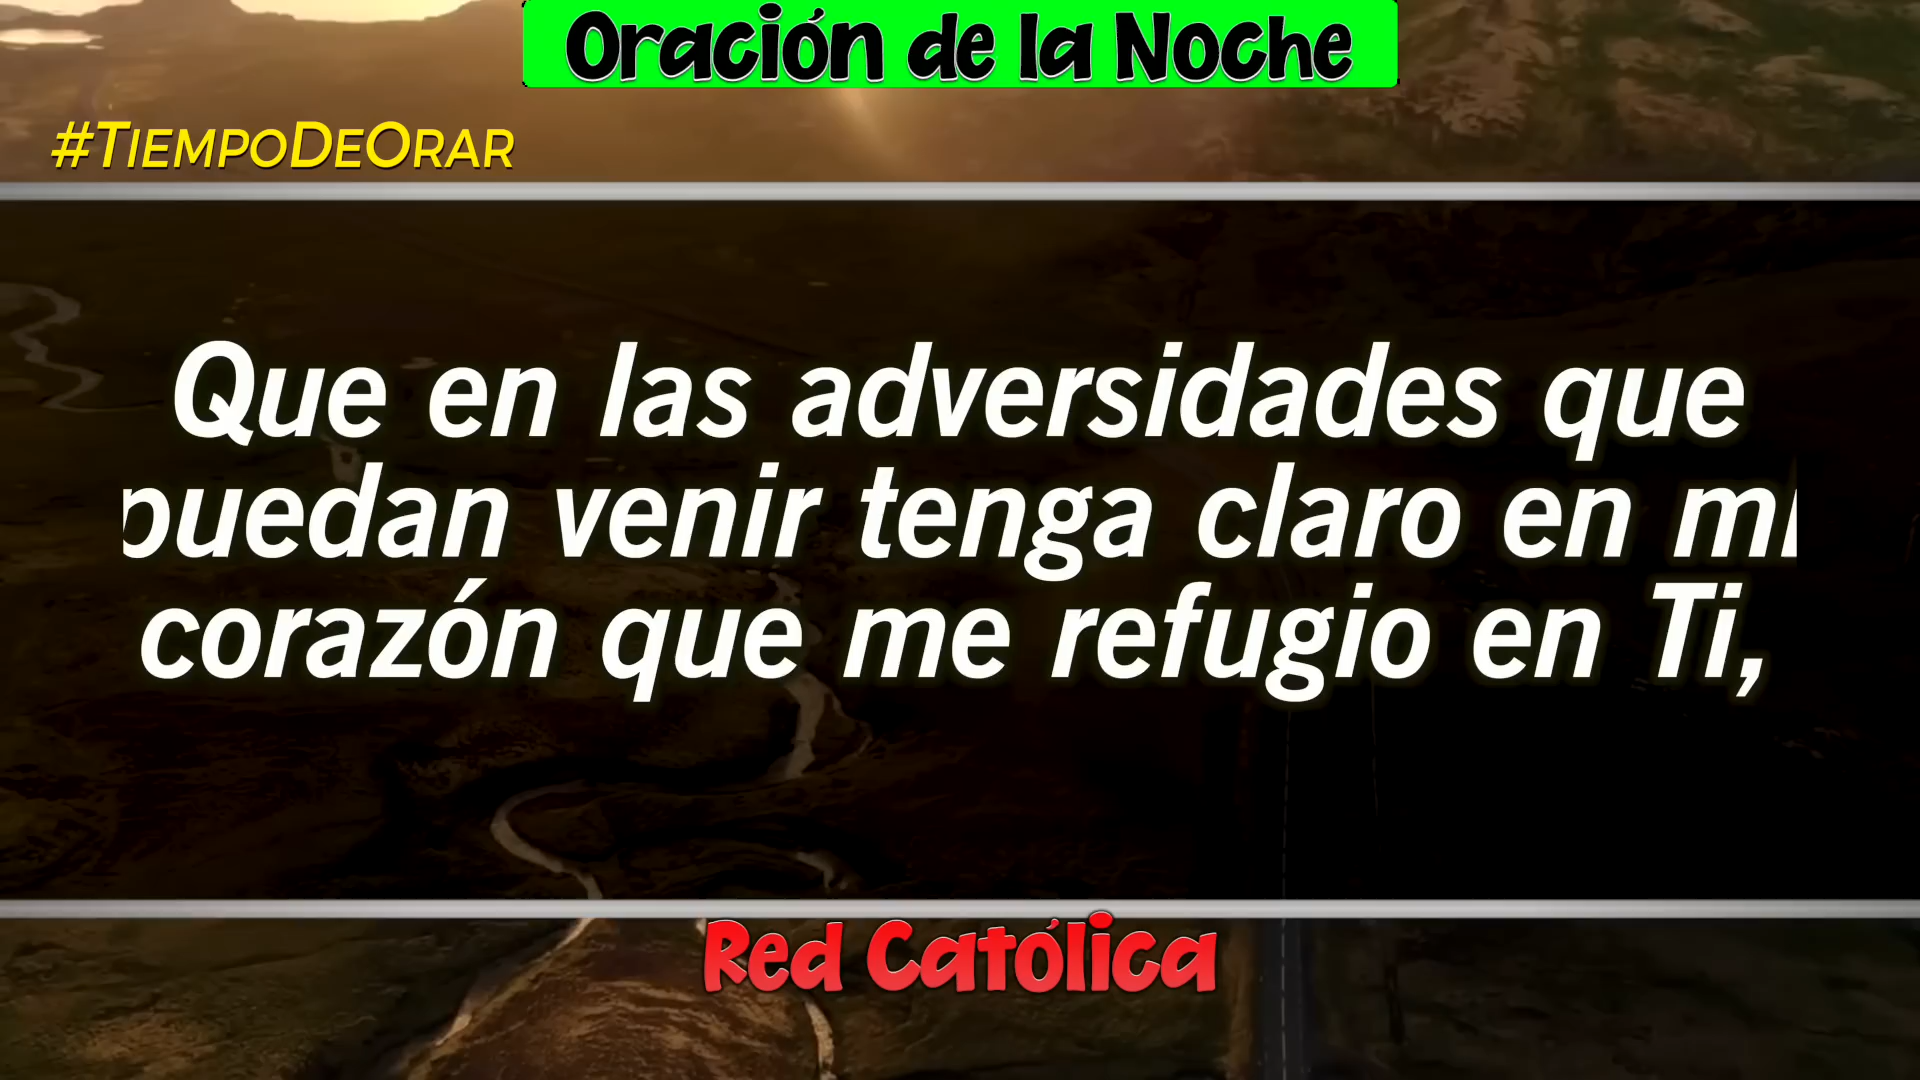 Oración de la Noche
#TiempoDeOrar
Que en las adversidades que
puedan venir tenga claro en mi
corazón que me refugio en Ti,
Red Católica